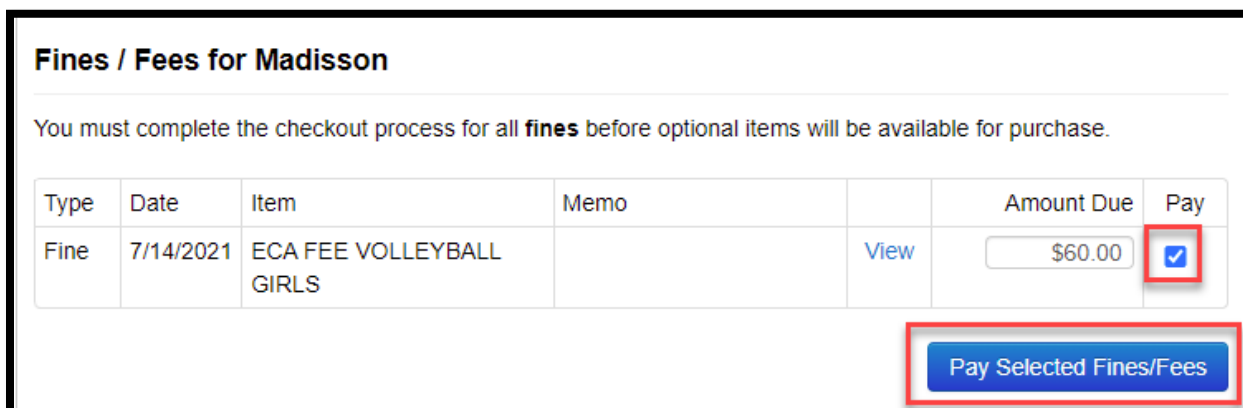 Fines / Fees for Madisson
You must complete the checkout process for all fines before optional items will be available for purchase.
Type Date Item Memo Amount Due Pay
Fine 7/14/2021 ECA FEE VOLLEYBALL View $60.00
GIRLS
Pay Selected Fines/Fees